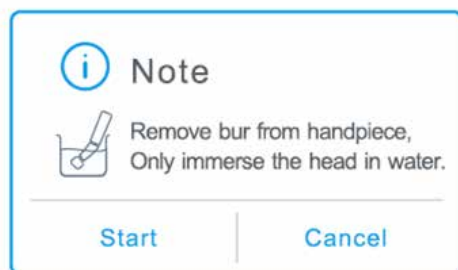 Note
Remove bur from handpiece,
Only immerse the head in water.
Start
Cancel